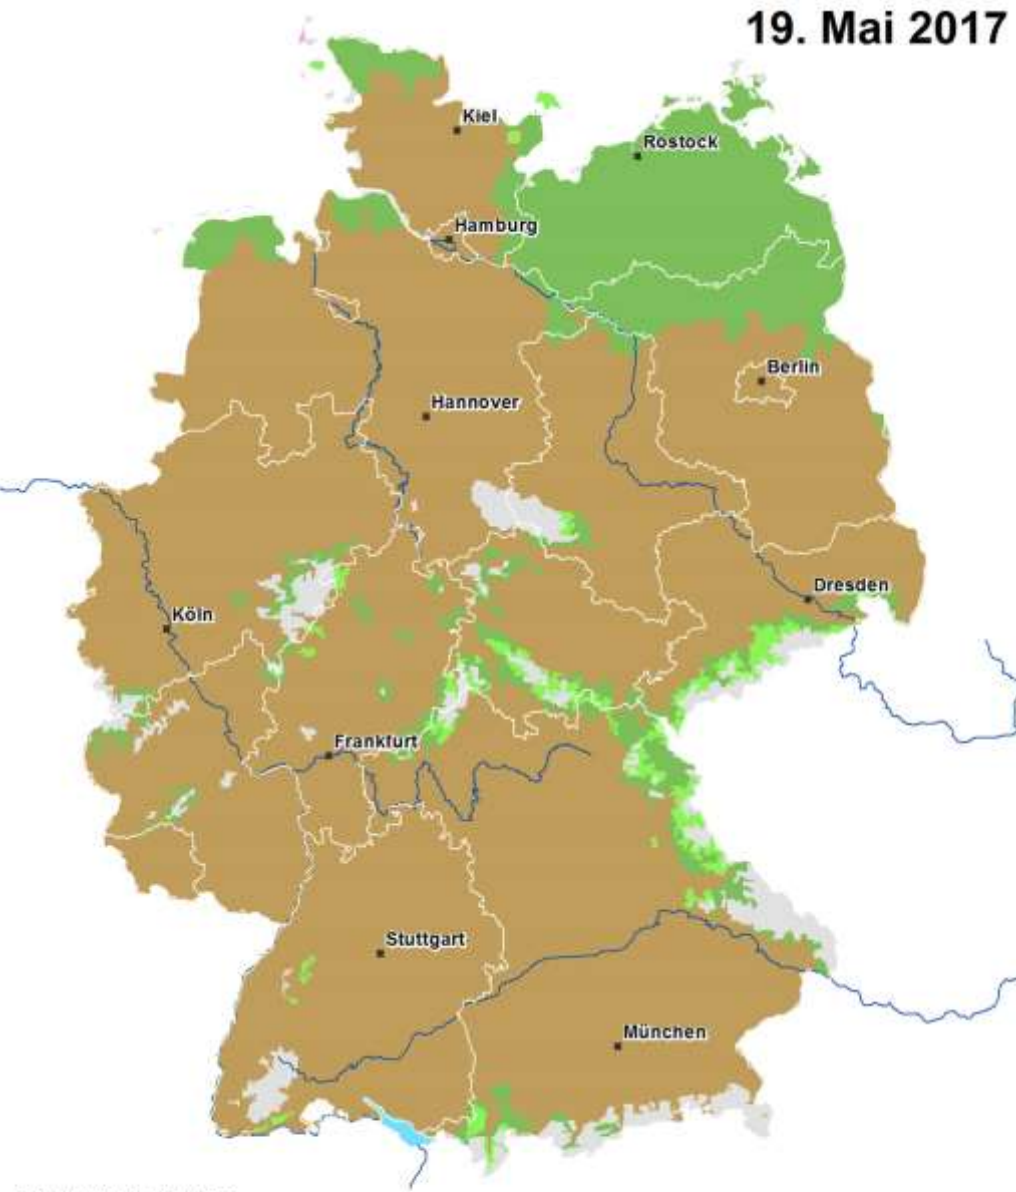 19. Mai 2017
Kiel
Rostock
Hamburg
Berlin
Hannover
Dresden
Köln
Frankfurt
Stuttgart
München